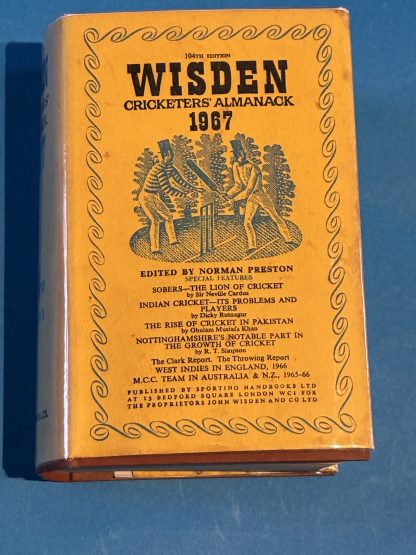 104TH EDITION
WISDEN
CRICKETERS' ALMANACK
1967
EDITED BY NORMAN PRESTON
SPECIAL FEATURES
SOBERS—THE LION OF CRICKET
by Sir Neville Cardus
INDIAN CRICKET—ITS PROBLEMS AND
PLAYERS
by Dicky Rutnagur
THE RISE OF CRICKET IN PAKISTAN
by Ghulam Mustafa Khan
NOTTINGHAMSHIRE'S NOTABLE PART IN
THE GROWTH OF CRICKET
by R. T. Simpson
The Clark Report. The Throwing Report
WEST INDIES IN ENGLAND, 1966
M.C.C. TEAM IN AUSTRALIA & N.Z., 1965-66
PUBLISHED BY SPORTING HANDBOOKS LTD
AT 13 BEDFORD SQUARE LONDON WC1 FOR
THE PROPRIETORS JOHN WISDEN AND CO LTD